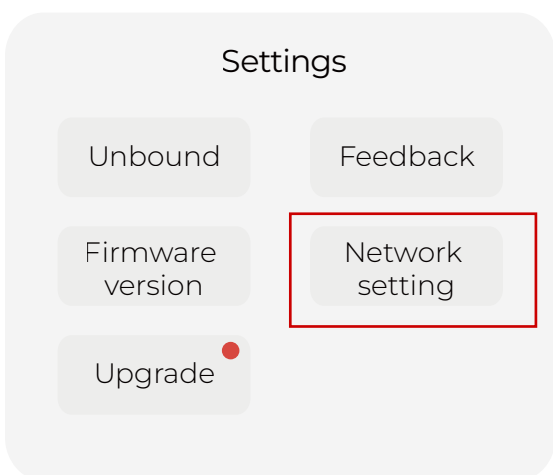 Settings
Unbound
Feedback
Firmware
version
Network
setting
Upgrade